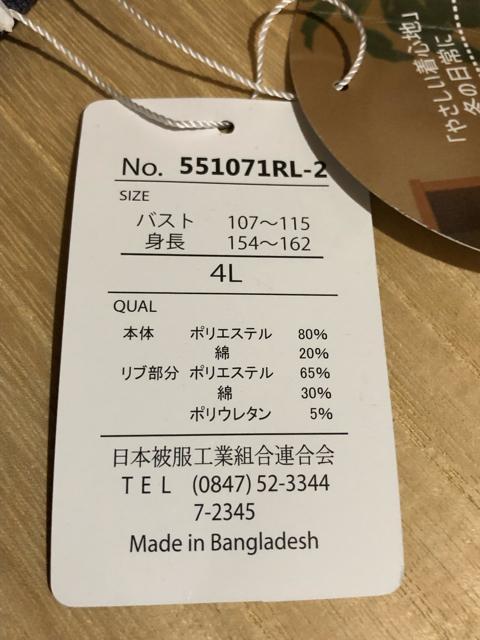 「やさしい着心地」
冬の日常に
No. 551071RL-2
SIZE
バスト 107～115
身長 154～162
4L
QUAL
本体 ポリエステル 80%
綿 20%
リブ部分 ポリエステル 65%
綿 30%
ポリウレタン 5%
日本被服工業組合連合会
TEL (0847) 52-3344
7-2345
Made in Bangladesh